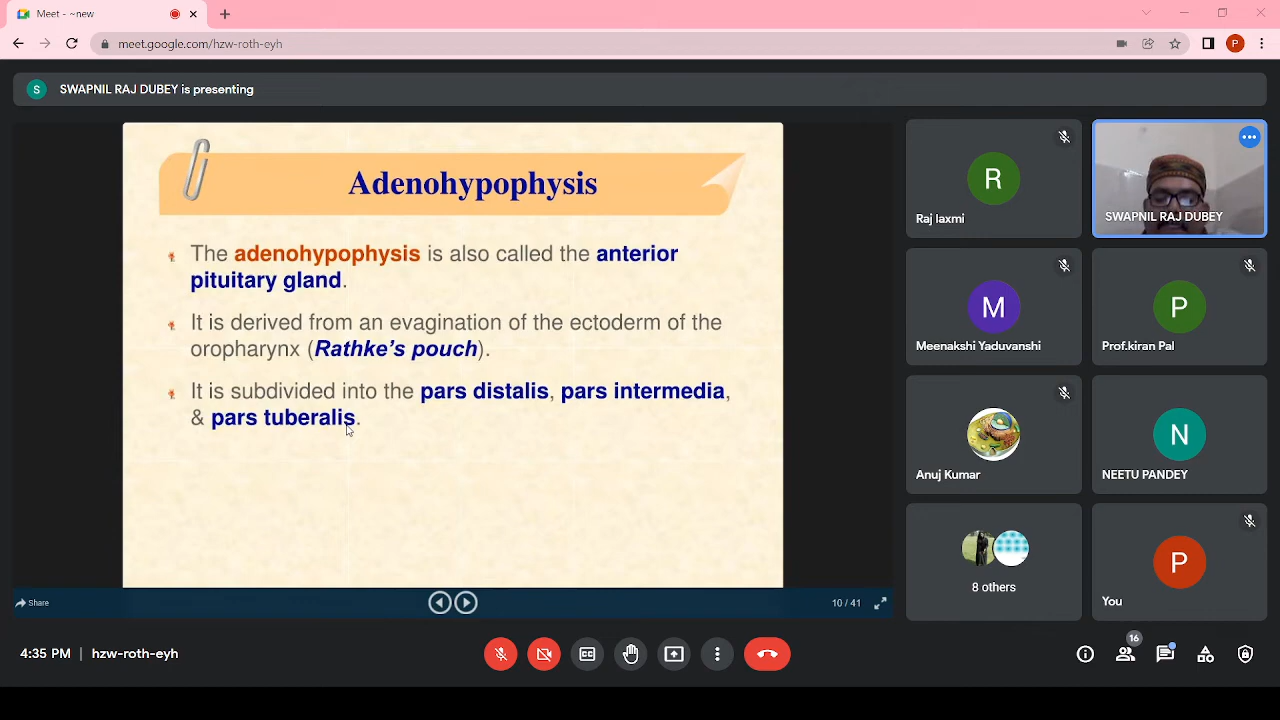 Meet - ~new
meet.google.com/hzw-roth-eyh
P
S SWAPNIL RAJ DUBEY is presenting
Adenohypophysis
The adenohypophysis is also called the anterior
pituitary gland.
It is derived from an evagination of the ectoderm of the
oropharynx (Rathke's pouch).
It is subdivided into the pars distalis, pars intermedia,
& pars tuberalis.
Share
10 / 41
R
Raj laxmi
SWAPNIL RAJ DUBEY
M
Meenakshi Yaduvanshi
P
Prof.kiran Pal
Anuj Kumar
N
NEETU PANDEY
8 others
P
You
4:35 PM | hzw-roth-eyh
CC
16